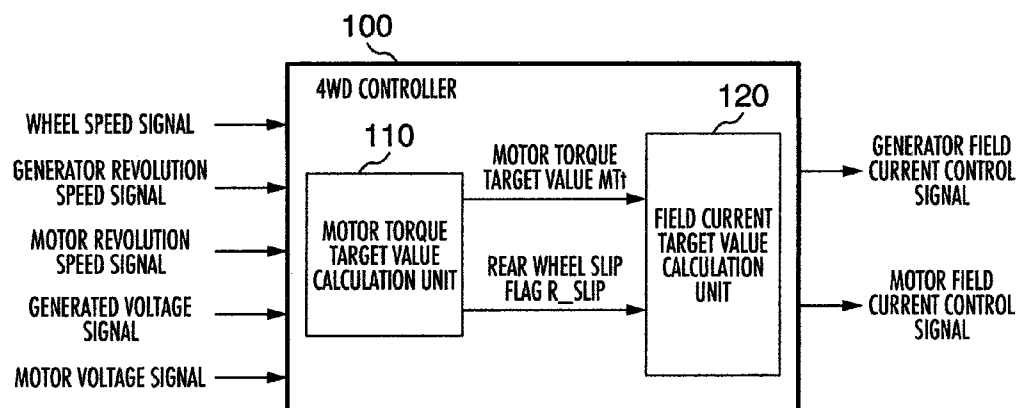 100
4WD CONTROLLER
WHEEL SPEED SIGNAL
GENERATOR REVOLUTION
SPEED SIGNAL
MOTOR REVOLUTION
SPEED SIGNAL
GENERATED VOLTAGE
SIGNAL
MOTOR VOLTAGE SIGNAL
110
MOTOR TORQUE
TARGET VALUE
CALCULATION UNIT
MOTOR TORQUE
TARGET VALUE MTt
REAR WHEEL SLIP
FLAG R_SLIP
120
FIELD CURRENT
TARGET VALUE
CALCULATION
UNIT
GENERATOR FIELD
CURRENT CONTROL
SIGNAL
MOTOR FIELD
CURRENT CONTROL
SIGNAL